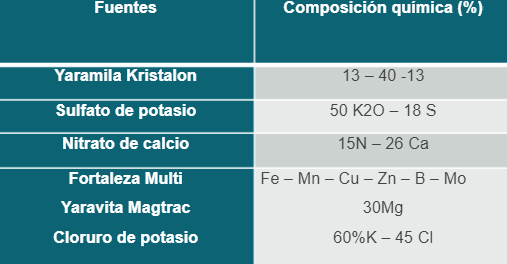 Fuentes Composición química (%)
Yaramila Kristalon 13 – 40 -13
Sulfato de potasio 50 K2O – 18 S
Nitrato de calcio 15N – 26 Ca
Fortaleza Multi Fe – Mn – Cu – Zn – B – Mo
Yaravita Magtrac 30Mg
Cloruro de potasio 60%K – 45 Cl